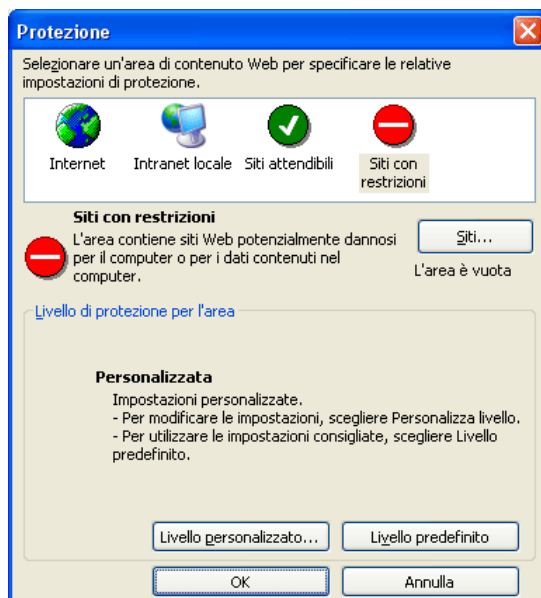 Protezione
Selezionare un'area di contenuto Web per specificare le relative
impostazioni di protezione.
Internet
Intranet locale
Siti attendibili
Siti con
restrizioni
Siti con restrizioni
L'area contiene siti Web potenzialmente dannosi
per il computer o per i dati contenuti nel
computer.
Siti...
L'area è vuota
Livello di protezione per l'area
Personalizzata
Impostazioni personalizzate.
- Per modificare le impostazioni, scegliere Personalizza livello.
- Per utilizzare le impostazioni consigliate, scegliere Livello
predefinito.
Livello personalizzato...
Livello predefinito
OK
Annulla